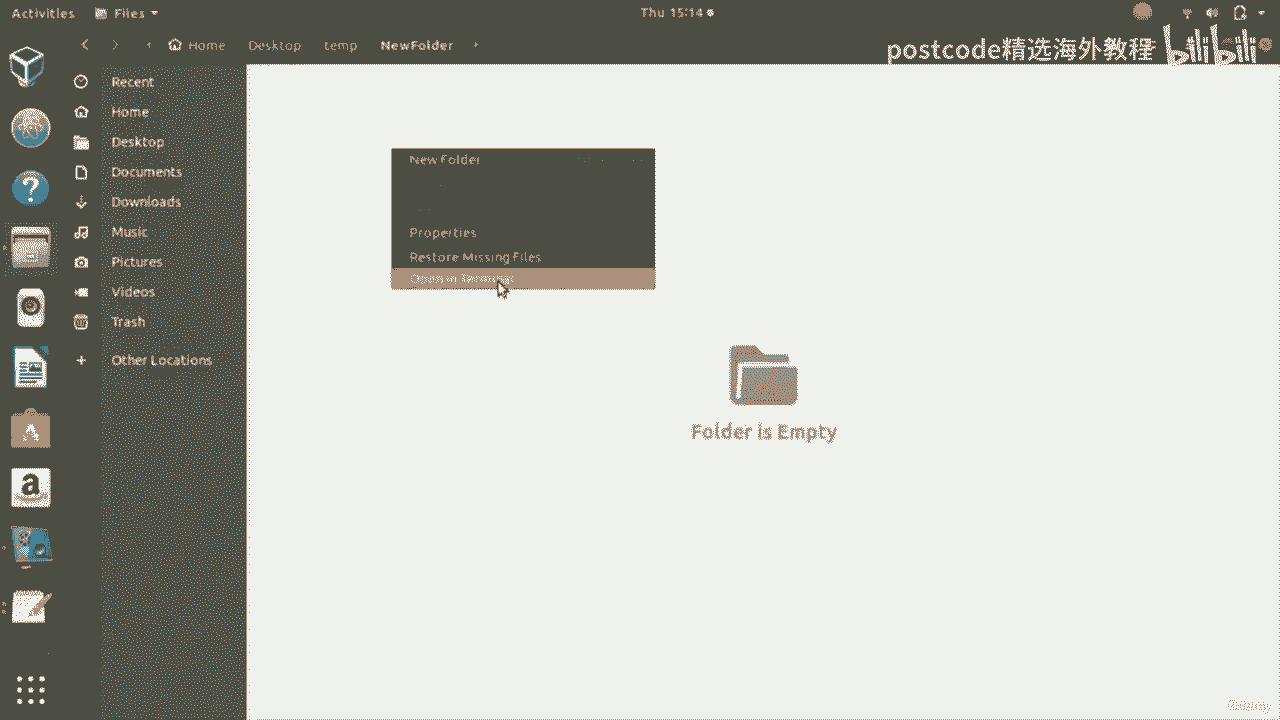 Activities
Files
Thu 15:14
Home
Desktop
temp
NewFolder
postcode精选海外教程
bilibili
Recent
Home
Desktop
Documents
Downloads
Music
Pictures
Videos
Trash
Other Locations
New Folder
Properties
Restore Missing Files
Open in Terminal
Folder is Empty